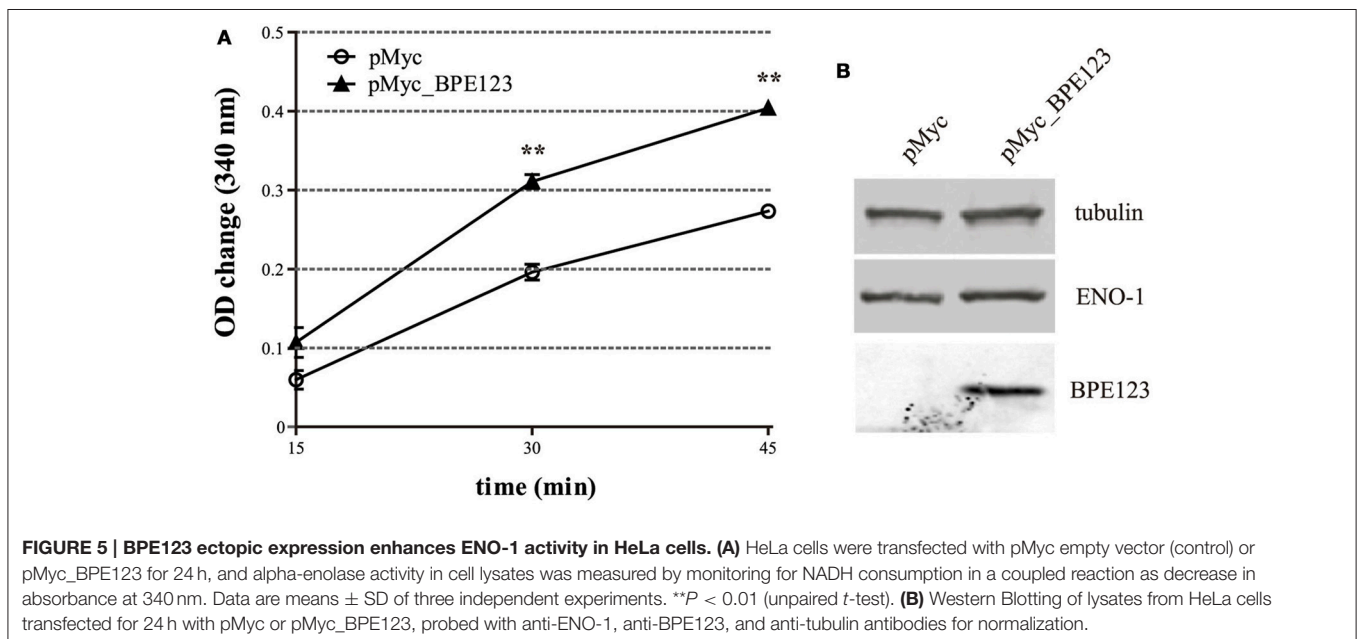 A
OD change (340 nm)
0.5
0.4
0.3
0.2
0.1
0
pMyc
pMyc_BPE123
**
**
15
30
45
time (min)
B
pMyc
pMyc_BPE123
tubulin
ENO-1
BPE123
FIGURE 5 | BPE123 ectopic expression enhances ENO-1 activity in HeLa cells. (A) HeLa cells were transfected with pMyc empty vector (control) or
pMyc_BPE123 for 24 h, and alpha-enolase activity in cell lysates was measured by monitoring for NADH consumption in a coupled reaction as decrease in
absorbance at 340 nm. Data are means ± SD of three independent experiments. **P < 0.01 (unpaired t-test). (B) Western Blotting of lysates from HeLa cells
transfected for 24 h with pMyc or pMyc_BPE123, probed with anti-ENO-1, anti-BPE123, and anti-tubulin antibodies for normalization.